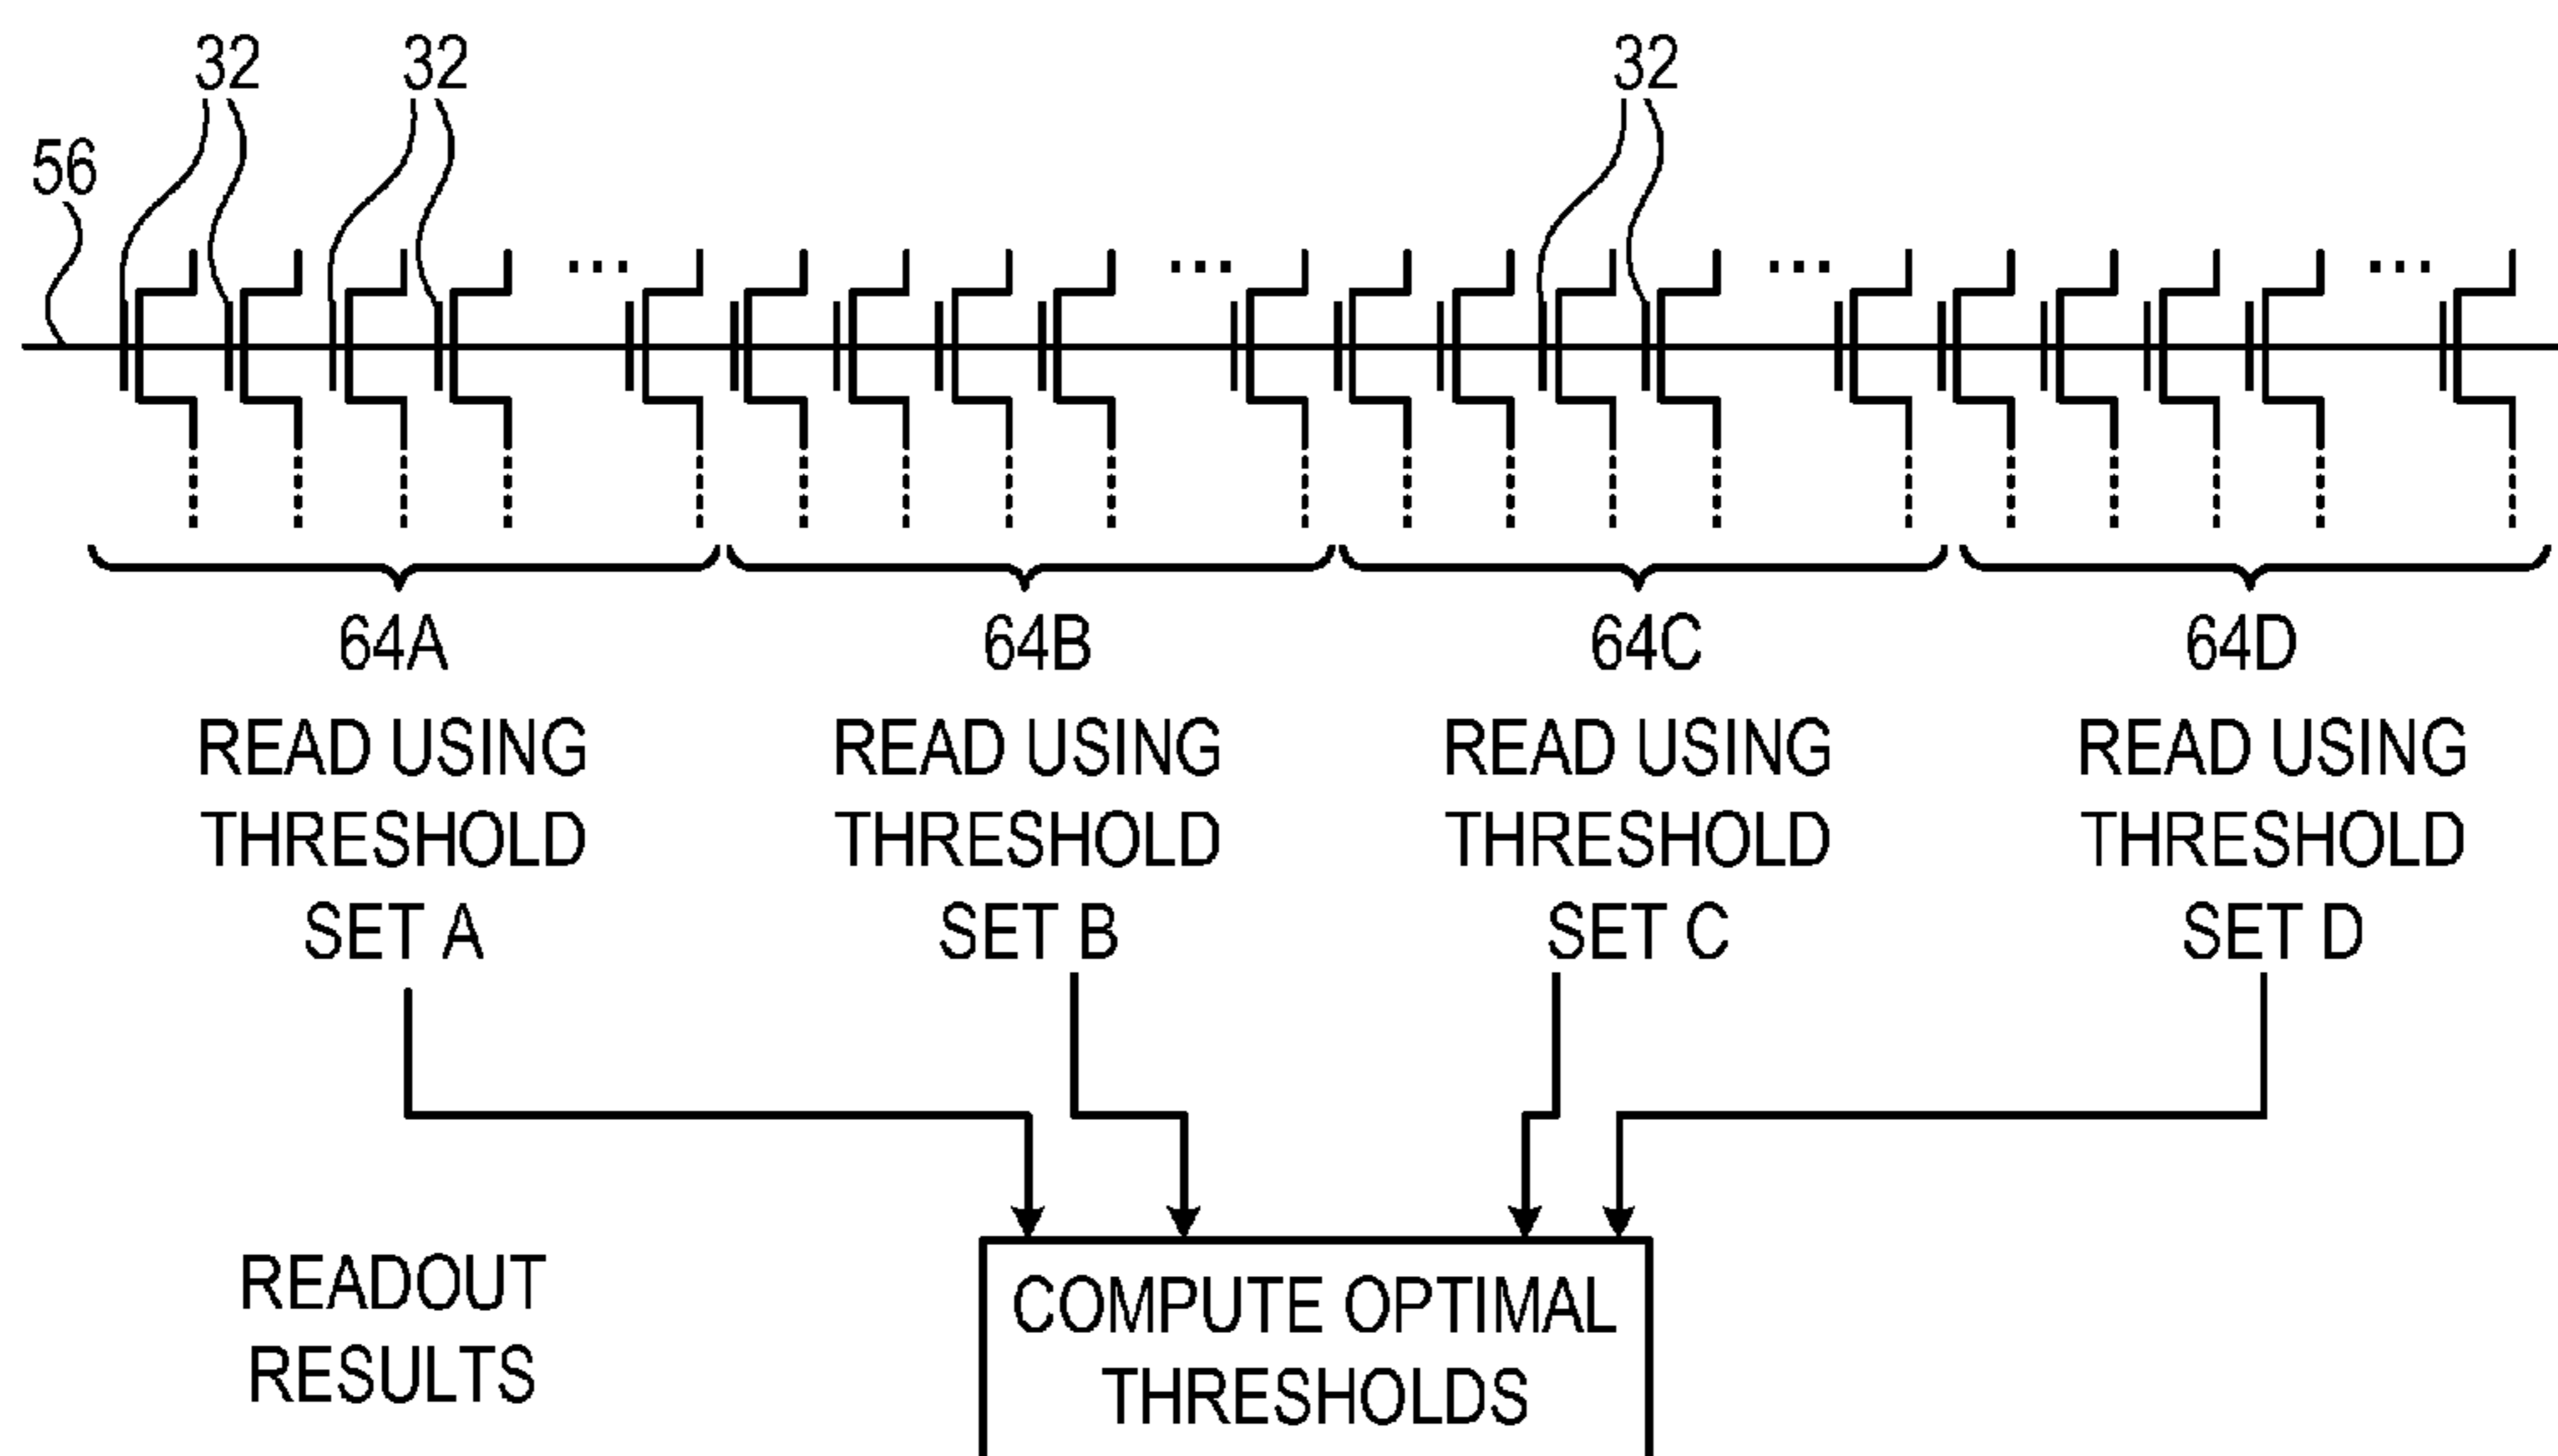 32 32 32
56
... ... ... ...
64A 64B 64C 64D
READ USING READ USING READ USING READ USING
THRESHOLD THRESHOLD THRESHOLD THRESHOLD
SET A SET B SET C SET D
READOUT
RESULTS
COMPUTE OPTIMAL
THRESHOLDS